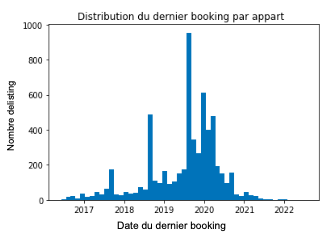 Distribution du dernier booking par appart
1000
800
600
400
200
0
Nombre delisting
2017 2018 2019 2020 2021 2022
Date du dernier booking